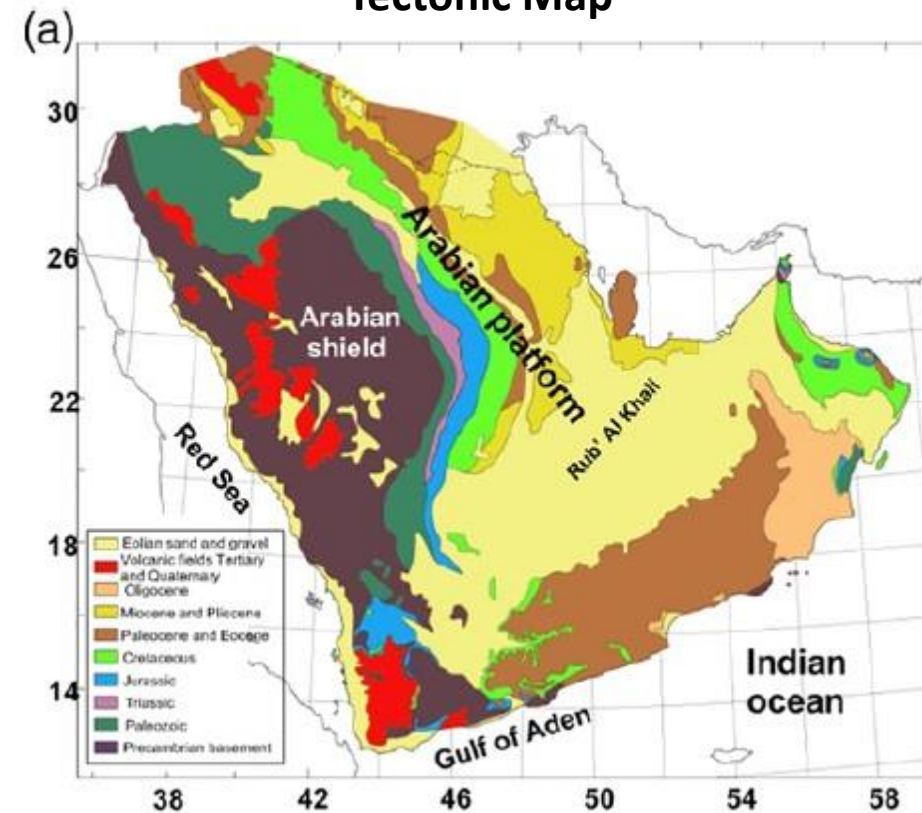 Tectonic Map
(a)
30
26
22
18
14
38
42
46
50
54
58
Arabian platform
Arabian
shield
Rub' Al Khali
Red Sea
Eolian sand and gravel
Volcanic fields Tertiary
and Quaternary
Oligocene
Miocene and Pliocene
Paleocene and Eocene
Cretaceous
Jurassic
Triassic
Paleozoic
Precambrian basement
Indian
ocean
Gulf of Aden